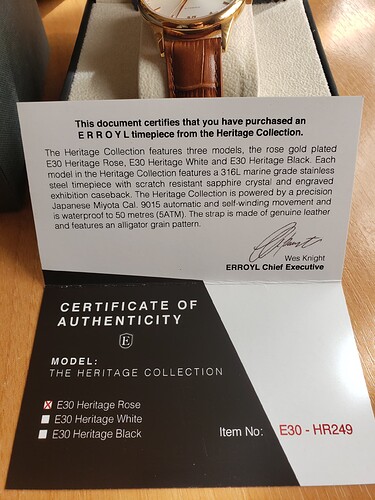 This document certifies that you have purchased an
ERROYL timepiece from the Heritage Collection.
The Heritage Collection features three models, the rose gold plated
E30 Heritage Rose, E30 Heritage White and E30 Heritage Black. Each
model in the Heritage Collection features a 316L marine grade stainless
steel timepiece with scratch resistant sapphire crystal and engraved
exhibition caseback. The Heritage Collection is powered by a precision
Japanese Miyota Cal. 9015 automatic and self-winding movement and
is waterproof to 50 metres (5ATM). The strap is made of genuine leather
and features an alligator grain pattern.
Wes Knight
ERROYL Chief Executive
CERTIFICATE OF
AUTHENTICITY
E
MODEL:
THE HERITAGE COLLECTION
E30 Heritage Rose
E30 Heritage White
E30 Heritage Black
Item No: E30 - HR249